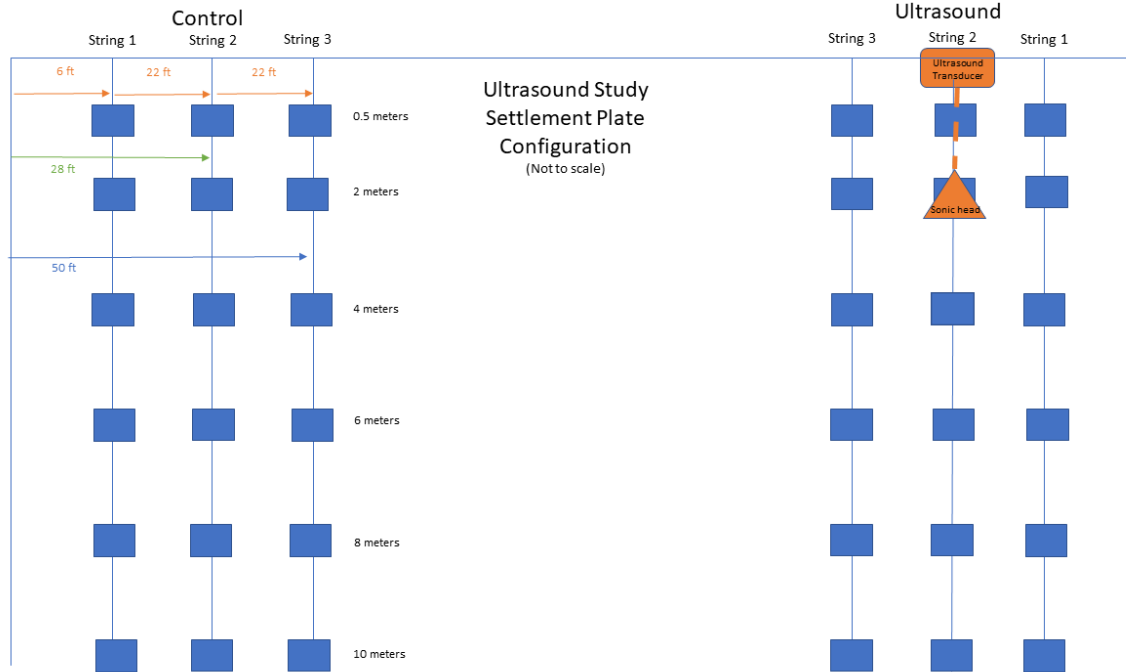 Control
Ultrasound
String 1
String 2
String 3
String 3
String 2
String 1
Ultrasound
Transducer
6 ft
22 ft
22 ft
Ultrasound Study
Settlement Plate
Configuration
(Not to scale)
0.5 meters
28 ft
2 meters
Sonic head
50 ft
4 meters
6 meters
8 meters
10 meters